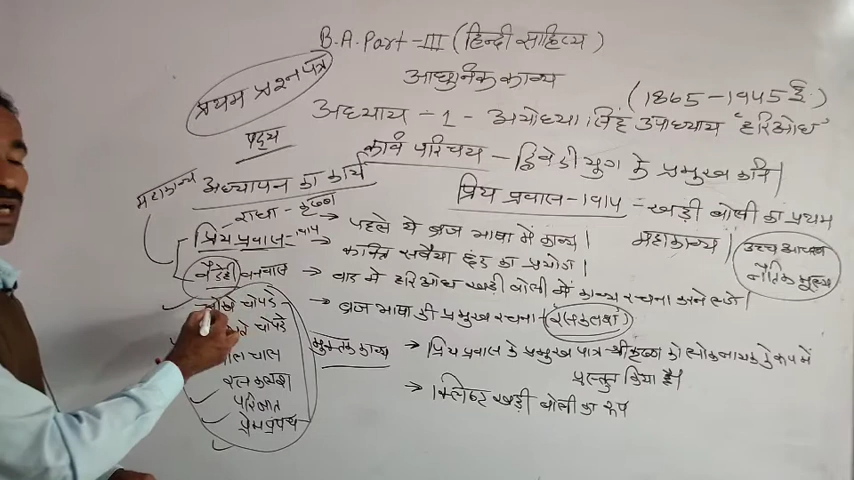 B.A. Part-III (हिन्दी साहित्य)
प्रथम प्रश्नपत्र
आधुनिक काव्य
(1865-1945 ई.)
अध्याय -1- अयोध्या सिंह उपाध्याय 'हरिऔध'
पद्य
कवि परिचय - द्विवेदी युग के प्रमुख कवि।
महाकाव्य
अध्यापन का कार्य
प्रिय प्रवास-1914 - खड़ी बोली का प्रथम
महाकाव्य।
राधा - कृष्ण
प्रिय प्रवास- 1914
→ पहले ये ब्रज भाषा में काव्य।
कवित्त सवैया छंद का प्रयोग।
उच्च आदर्श
नैतिक मूल्य
वैदेही वनवास
→ बाद में हरिऔध खड़ी बोली में काव्य रचना करने लगे।
चोखे चौपदे
→ ब्रज भाषा की प्रमुख रचना- रसकलश
चौपदे
मुक्तक काव्य
→ प्रिय प्रवास के प्रमुख पात्र श्रीकृष्ण को लोकनायक के रूप में
प्रस्तुत किया है।
चाल
रस कलश
→ क्लिष्ट खड़ी बोली का रूप
पारिजात
प्रेम प्रपंच